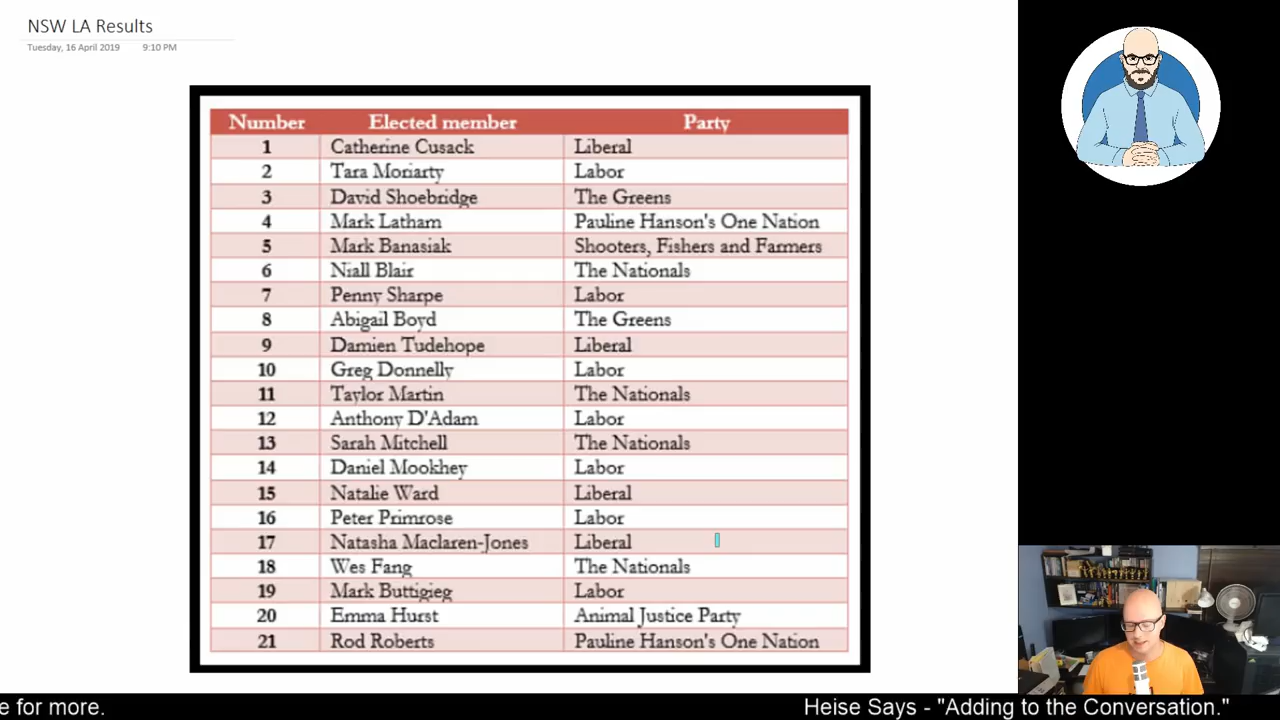 NSW LA Results
Tuesday, 16 April 2019 9:10 PM
Number Elected member Party
1 Catherine Cusack Liberal
2 Tara Moriarty Labor
3 David Shoebridge The Greens
4 Mark Latham Pauline Hanson's One Nation
5 Mark Banasiak Shooters, Fishers and Farmers
6 Niall Blair The Nationals
7 Penny Sharpe Labor
8 Abigail Boyd The Greens
9 Damien Tudehope Liberal
10 Greg Donnelly Labor
11 Taylor Martin The Nationals
12 Anthony D'Adam Labor
13 Sarah Mitchell The Nationals
14 Daniel Mookhey Labor
15 Natalie Ward Liberal
16 Peter Primrose Labor
17 Natasha Maclaren-Jones Liberal
18 Wes Fang The Nationals
19 Mark Buttigieg Labor
20 Emma Hurst Animal Justice Party
21 Rod Roberts Pauline Hanson's One Nation
e for more. Heise Says - "Adding to the Conversation."